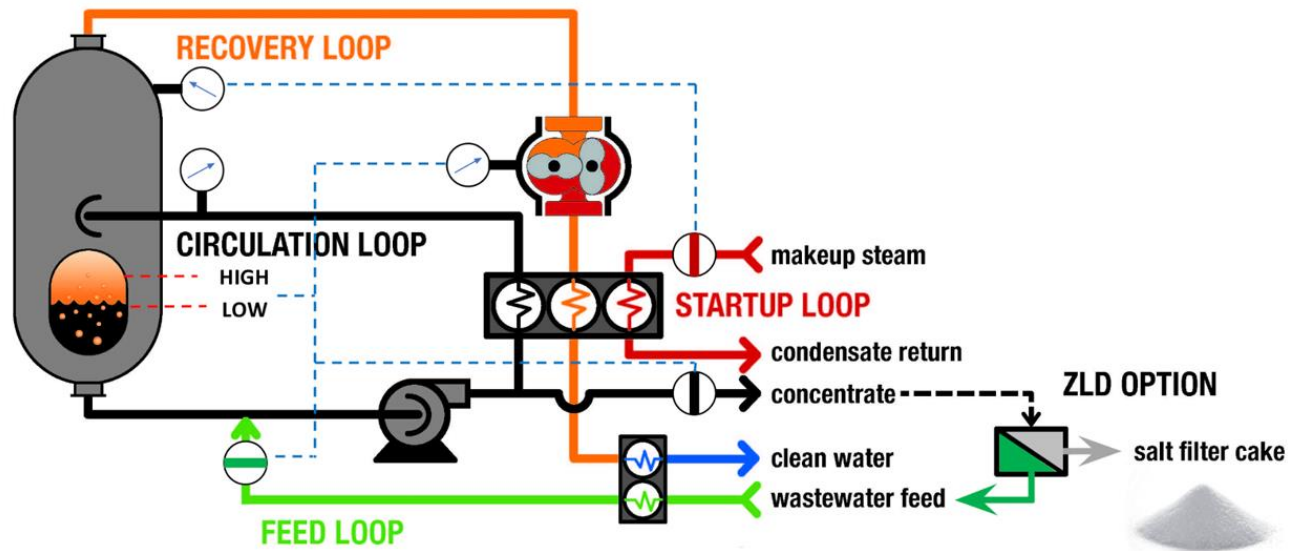 RECOVERY LOOP
CIRCULATION LOOP
HIGH
LOW
makeup steam
STARTUP LOOP
condensate return
concentrate
ZLD OPTION
clean water
salt filter cake
wastewater feed
FEED LOOP